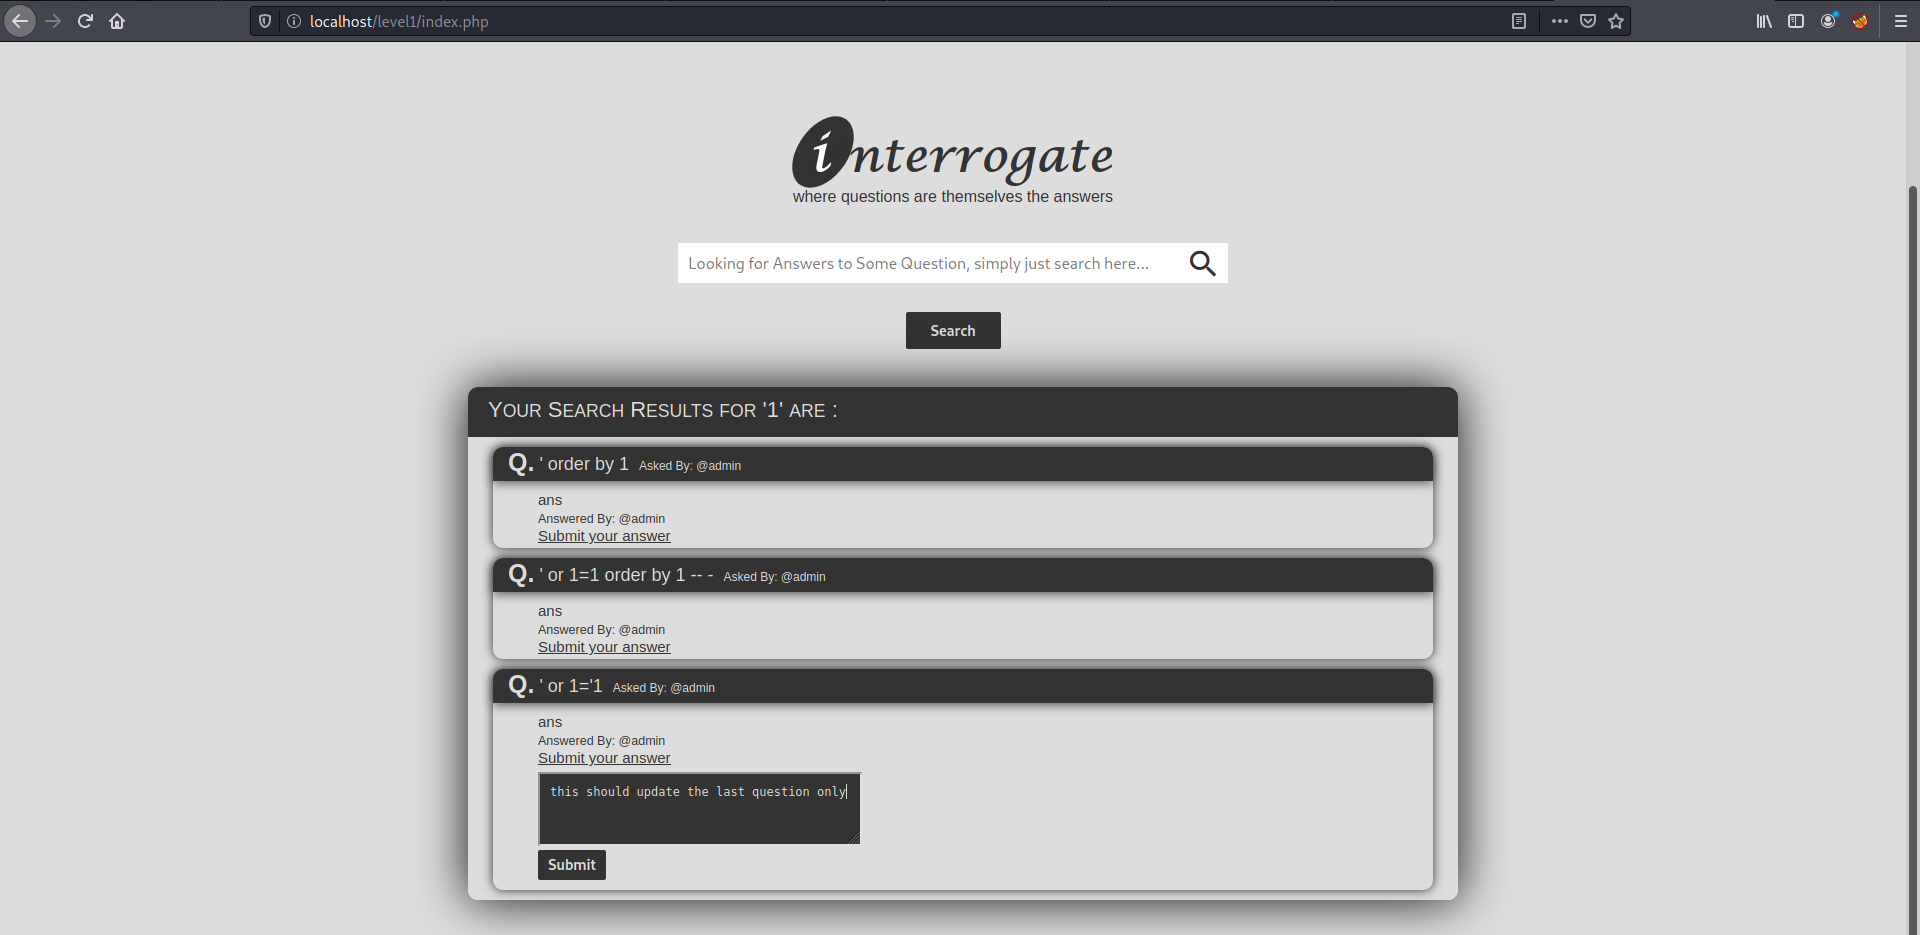 localhost/level1/index.php
interrogate
where questions are themselves the answers
Looking for Answers to Some Question, simply just search here...
Search
Your Search Results for '1' are :
Q. ' order by 1 Asked By: @admin
ans
Answered By: @admin
Submit your answer
Q. ' or 1=1 order by 1 -- - Asked By: @admin
ans
Answered By: @admin
Submit your answer
Q. ' or 1='1 Asked By: @admin
ans
Answered By: @admin
Submit your answer
this should update the last question only
Submit